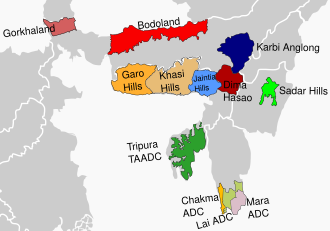 Gorkhaland
Bodoland
Karbi Anglong
Garo
Hills
Khasi
Hills
Jaintia
Hills
Dima
Hasao
Sadar Hills
Tripura
TAADC
Chakma
ADC
Lai ADC
Mara
ADC